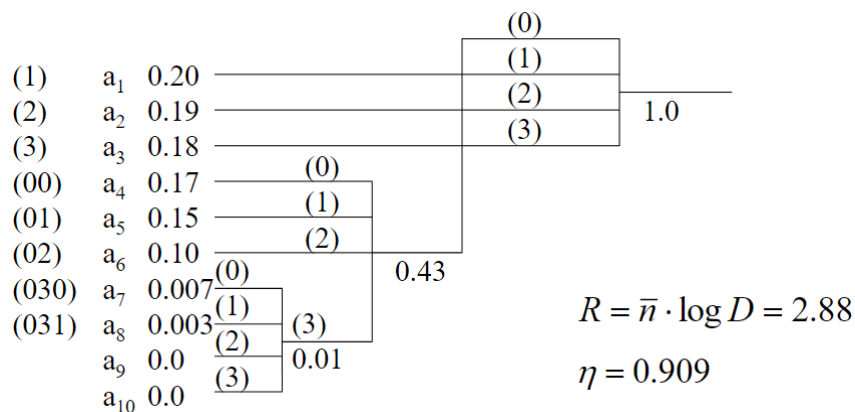 (0)
(1) a₁ 0.20 (1)
(2) a₂ 0.19 (2) 1.0
(3) a₃ 0.18 (3)
(00) a₄ 0.17 (0)
(01) a₅ 0.15 (1)
(02) a₆ 0.10 (2) 0.43
(030) a₇ 0.007 (0)
(031) a₈ 0.003 (1) (3)
a₉ 0.0 (2) 0.01
a₁₀ 0.0 (3)
R = n̅ · log D = 2.88
η = 0.909